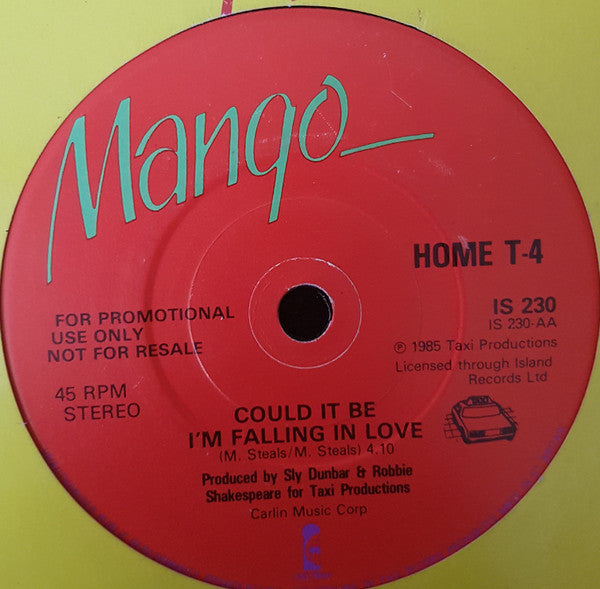 Mango
HOME T-4
FOR PROMOTIONAL
USE ONLY
NOT FOR RESALE
45 RPM
STEREO
IS 230
IS 230-AA
℗ 1985 Taxi Productions
Licensed through Island
Records Ltd
TAXI
COULD IT BE
I'M FALLING IN LOVE
(M. Steals/M. Steals) 4.10
Produced by Sly Dunbar & Robbie
Shakespeare for Taxi Productions
Carlin Music Corp